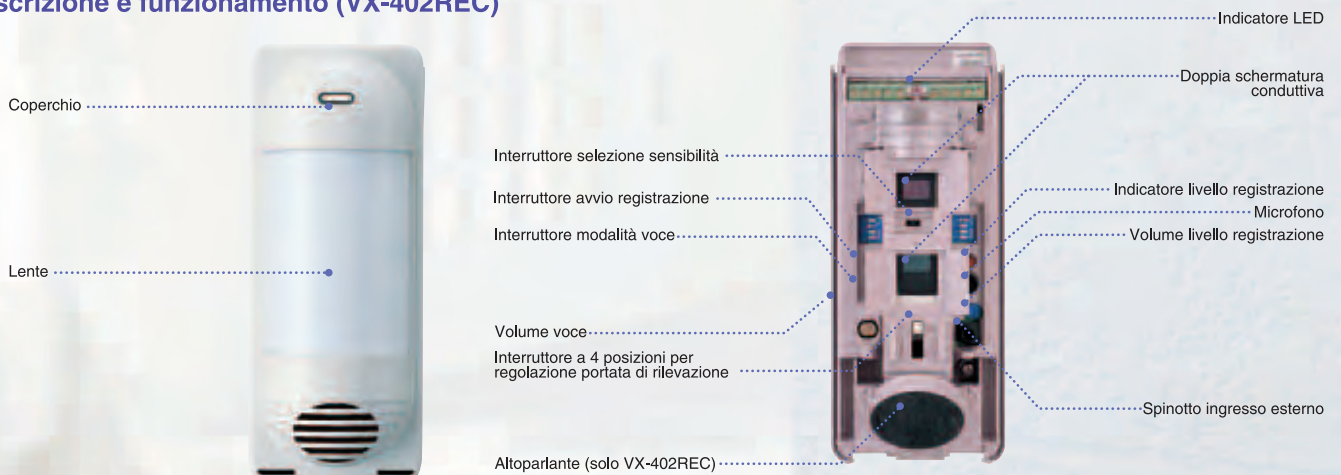 scrizione e funzionamento (VX-402REC)
Coperchio
Lente
Interruttore selezione sensibilità
Interruttore avvio registrazione
Interruttore modalità voce
Volume voce
Interruttore a 4 posizioni per
regolazione portata di rilevazione
Altoparlante (solo VX-402REC)
Indicatore LED
Doppia schermatura
conduttiva
Indicatore livello registrazione
Microfono
Volume livello registrazione
Spinotto ingresso esterno